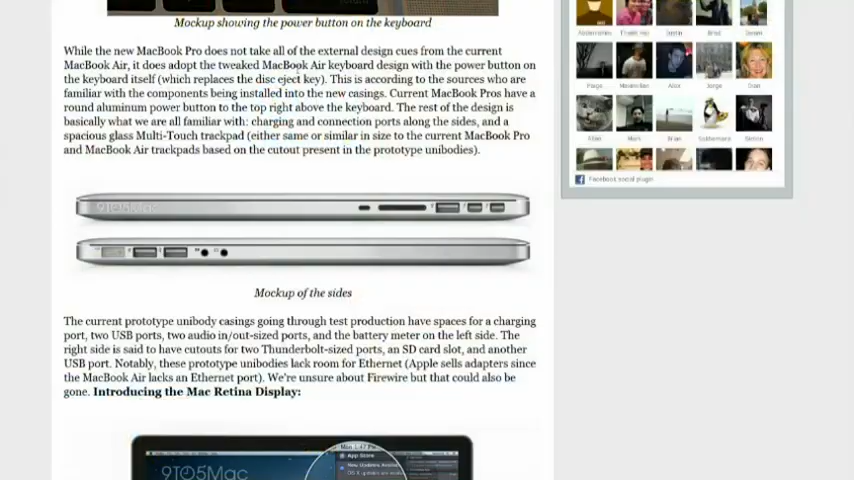 Mockup showing the power button on the keyboard
While the new MacBook Pro does not take all of the external design cues from the current
MacBook Air, it does adopt the tweaked MacBook Air keyboard design with the power button on
the keyboard itself (which replaces the disc eject key). This is according to the sources who are
familiar with the components being installed into the new casings. Current MacBook Pros have a
round aluminum power button to the top right above the keyboard. The rest of the design is
basically what we are all familiar with: charging and connection ports along the sides, and a
spacious glass Multi-Touch trackpad (either same or similar in size to the current MacBook Pro
and MacBook Air trackpads based on the cutout present in the prototype unibodies).
9TO5Mac
Mockup of the sides
The current prototype unibody casings going through test production have spaces for a charging
port, two USB ports, two audio in/out-sized ports, and the battery meter on the left side. The
right side is said to have cutouts for two Thunderbolt-sized ports, an SD card slot, and another
USB port. Notably, these prototype unibodies lack room for Ethernet (Apple sells adapters since
the MacBook Air lacks an Ethernet port). We're unsure about Firewire but that could also be
gone. Introducing the Mac Retina Display:
9TO5Mac
App Store
New Updates Availa
Paige
Alex
Jorge
Allen
Mark
Brian
Facebook social plugin